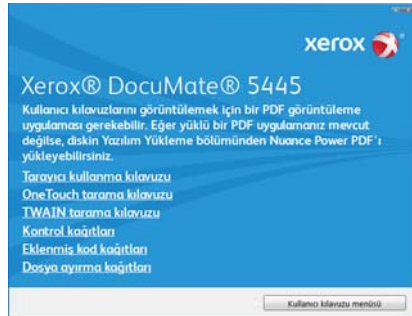 xerox
Xerox® DocuMate® 5445
Kullanıcı kılavuzlarını görüntülemek için bir PDF görüntüleme
uygulaması gerekebilir. Eğer yüklü bir PDF uygulamanız mevcut
değilse, diskin Yazılım Yükleme bölümünden Nuance Power PDF'ı
yükleyebilirsiniz.
Tarayıcı kullanma kılavuzu
OneTouch tarama kılavuzu
TWAIN tarama kılavuzu
Kontrol kağıtları
Eklenmiş kod kağıtları
Dosya ayırma kağıtları
Kullanıcı kılavuzu menüsü